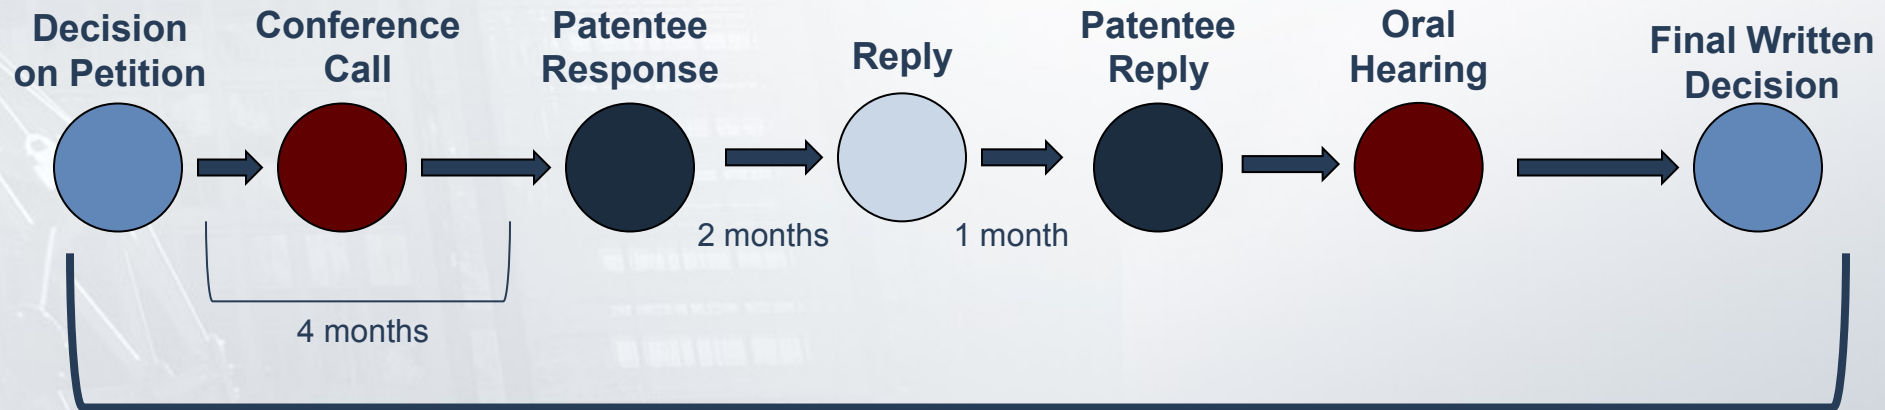 Decision
on Petition
Conference
Call
Patentee
Response
Reply
Patentee
Reply
Oral
Hearing
Final Written
Decision
2 months
1 month
4 months